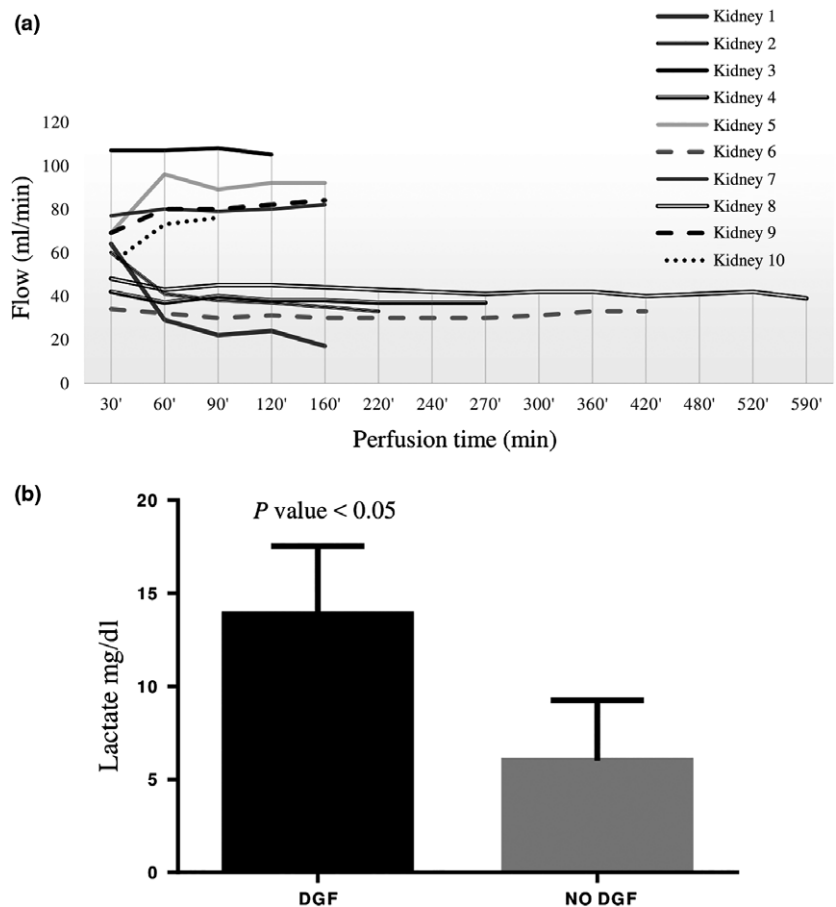 (a)
Kidney 1
Kidney 2
Kidney 3
Kidney 4
Kidney 5
Kidney 6
Kidney 7
Kidney 8
Kidney 9
Kidney 10
120
100
80
60
40
20
0
Flow (ml/min)
30' 60' 90' 120' 160' 220' 240' 270' 300' 360' 420' 480' 520' 590'
Perfusion time (min)
(b)
P value < 0.05
20
15
10
5
0
Lactate mg/dl
DGF NO DGF